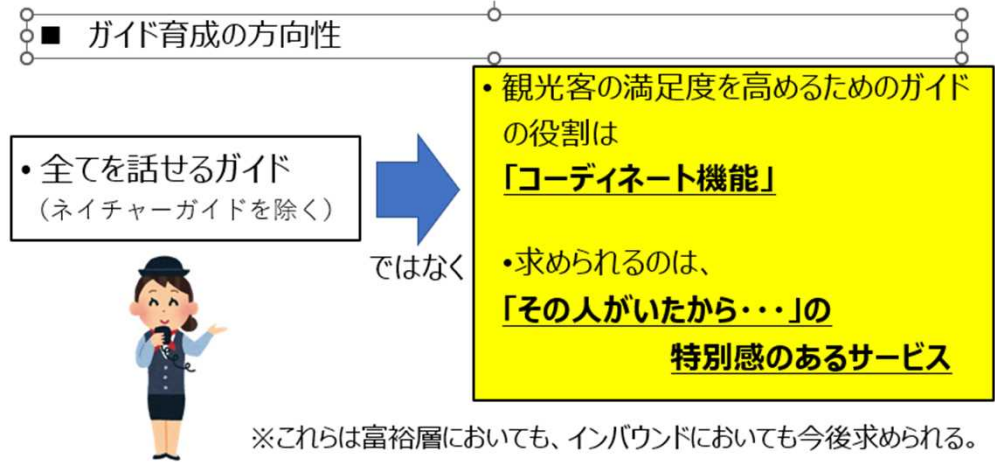 ■ ガイド育成の方向性
• 全てを話せるガイド
（ネイチャーガイドを除く）
ではなく
• 観光客の満足度を高めるためのガイド
の役割は
「コーディネート機能」
•求められるのは、
「その人がいたから・・・」の
特別感のあるサービス
※これらは富裕層においても、インバウンドにおいても今後求められる。